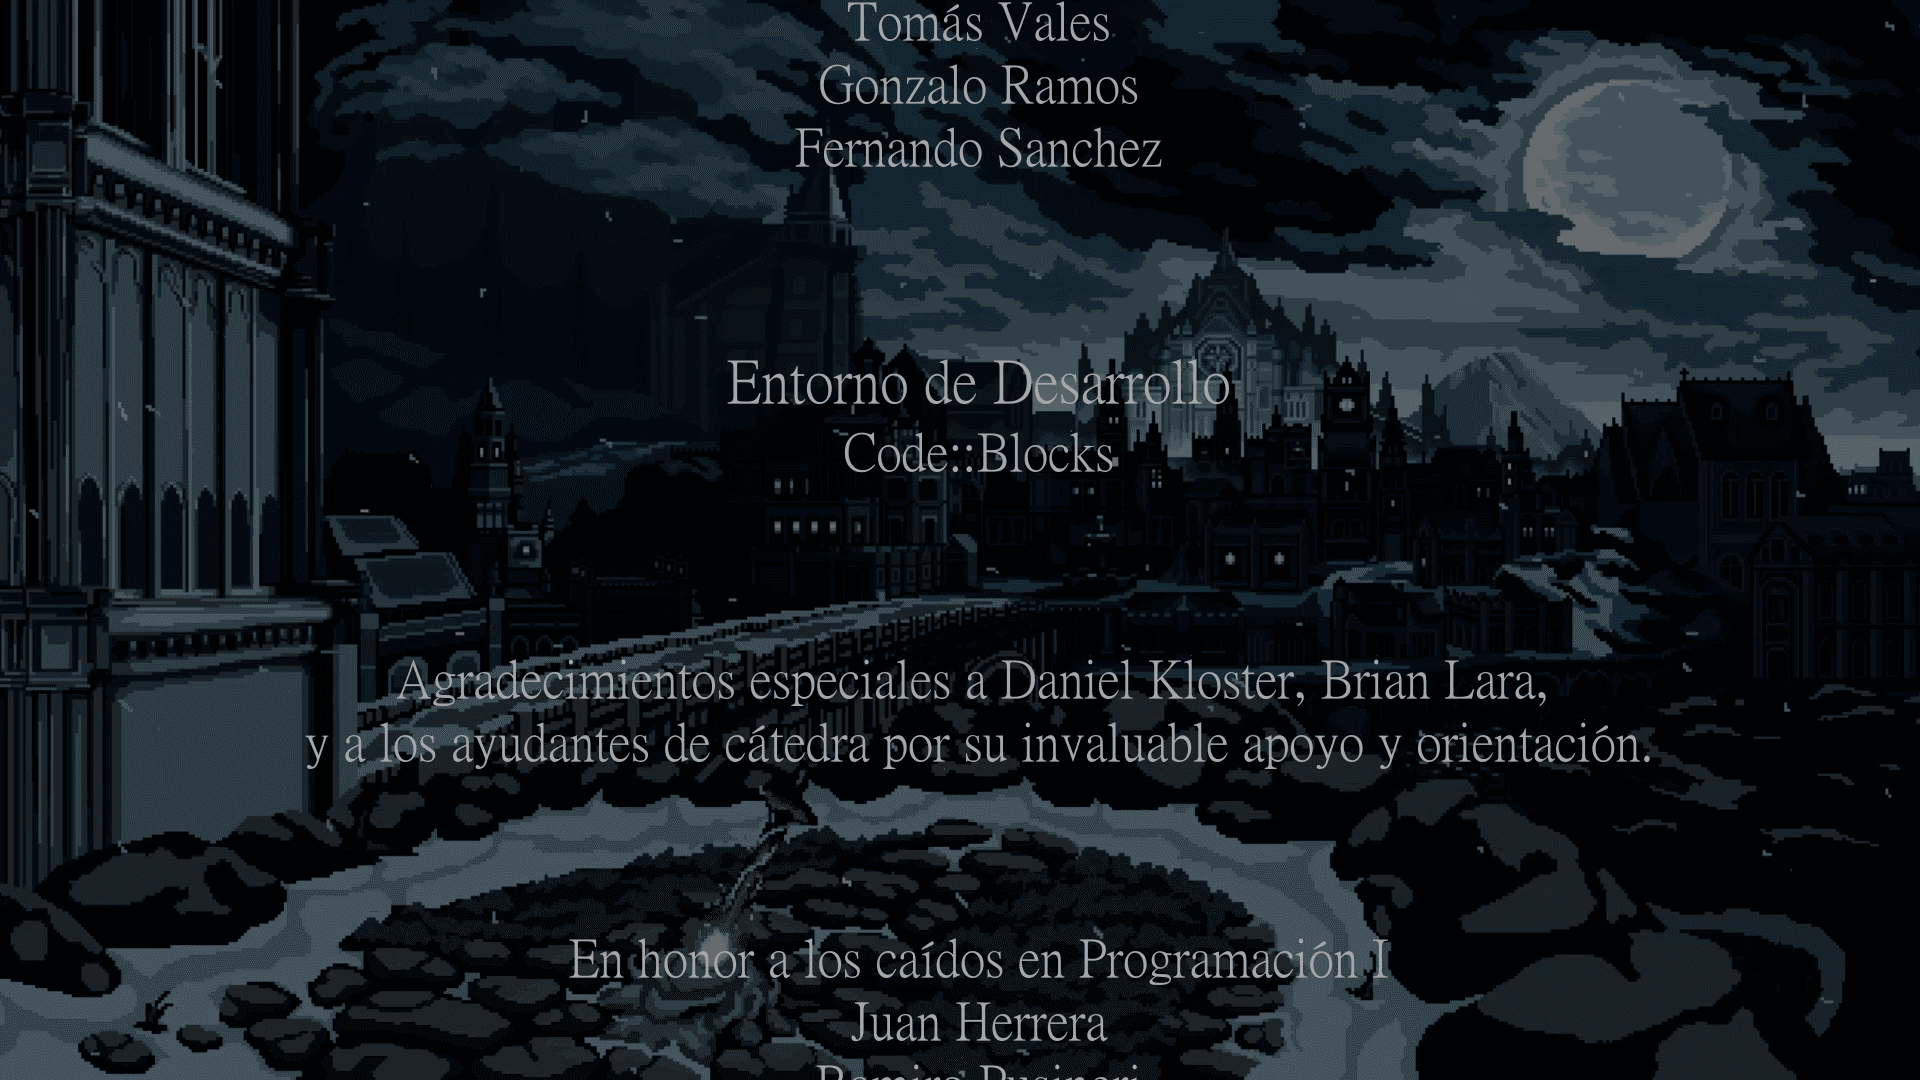 Tomás Vales
Gonzalo Ramos
Fernando Sanchez
Entorno de Desarrollo
Code::Blocks
Agradecimientos especiales a Daniel Kloster, Brian Lara,
y a los ayudantes de cátedra por su invaluable apoyo y orientación.
En honor a los caídos en Programación I
Juan Herrera
Ramiro